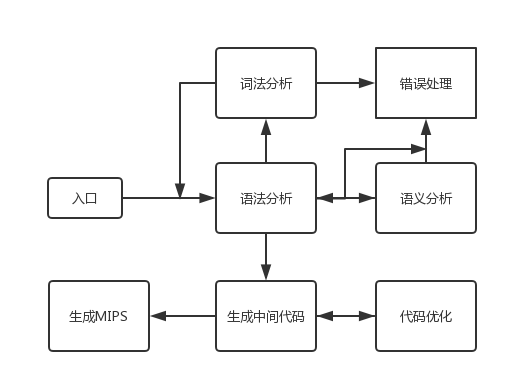 词法分析
错误处理
入口
语法分析
语义分析
生成MIPS
生成中间代码
代码优化